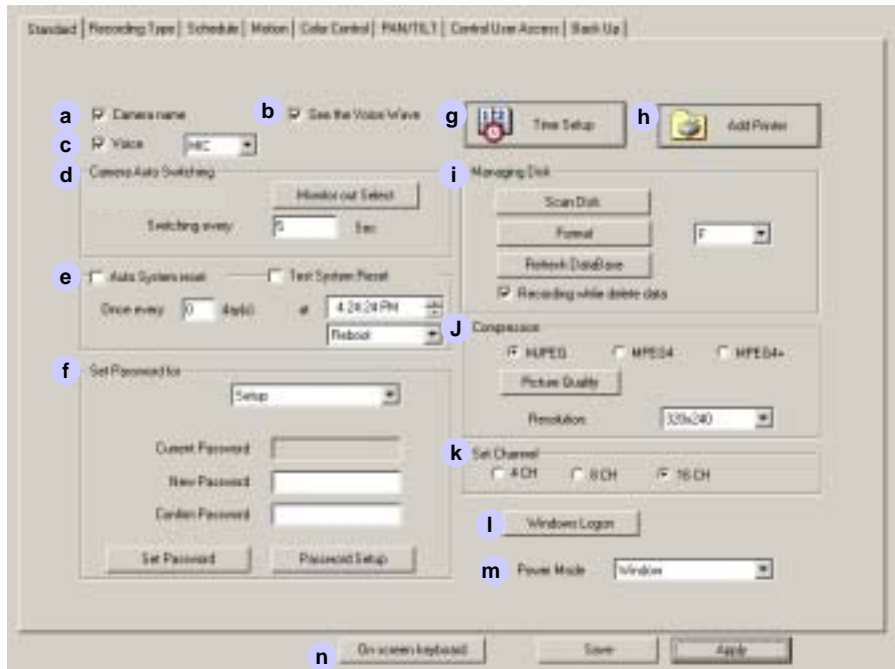 Standard Recording Type Schedule Motion Color Control PAN/TILT Control User Access Back Up
a Camera name
b See the Voice Wave
c Voice MIC
d Camera Auto Switching
Monitor out Select
Switching every 5 Sec
e Auto System reset Test System Reset
Once every 0 day(s) at 4:24:24 PM
Reboot
f Set Password for
Setup
Current Password
New Password
Confirm Password
Set Password Password Setup
g Time Setup
h Add Printer
i Managing Disk
Scan Disk
Format F
Refresh DataBase
Recording while delete data
J Compression
MJPEG MPEG4 MPEG4+
Picture Quality
Resolution 320x240
k Set Channel
4 CH 8 CH 16 CH
l Windows Logon
m Power Mode Window
n On screen keyboard Save Apply